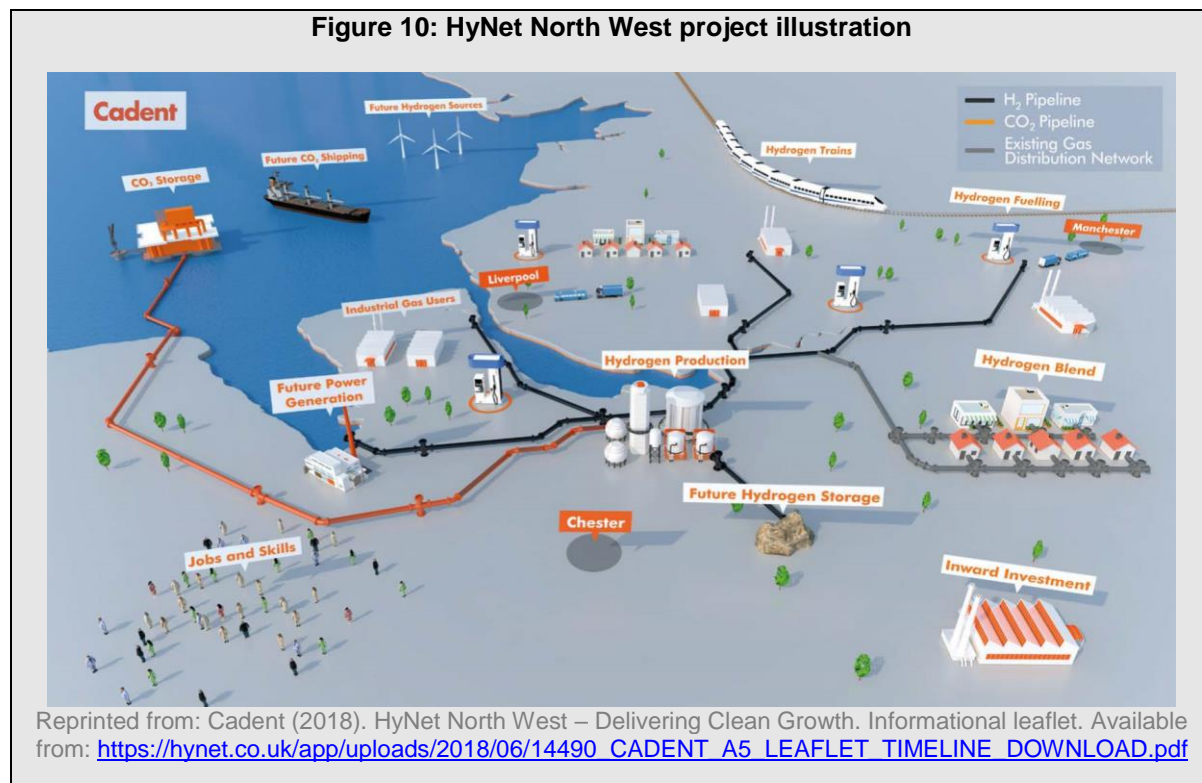 Figure 10: HyNet North West project illustration
Cadent
Future Hydrogen Sources
H₂ Pipeline
CO₂ Pipeline
Existing Gas
Distribution Network
Future CO₂ Shipping
CO₂ Storage
Hydrogen Trains
Hydrogen Fuelling
Manchester
Liverpool
Industrial Gas Users
Hydrogen Production
Hydrogen Blend
Future Power
Generation
Future Hydrogen Storage
Chester
Jobs and Skills
Inward Investment
Reprinted from: Cadent (2018). HyNet North West – Delivering Clean Growth. Informational leaflet. Available
from: https://hynet.co.uk/app/uploads/2018/06/14490_CADENT_A5_LEAFLET_TIMELINE_DOWNLOAD.pdf